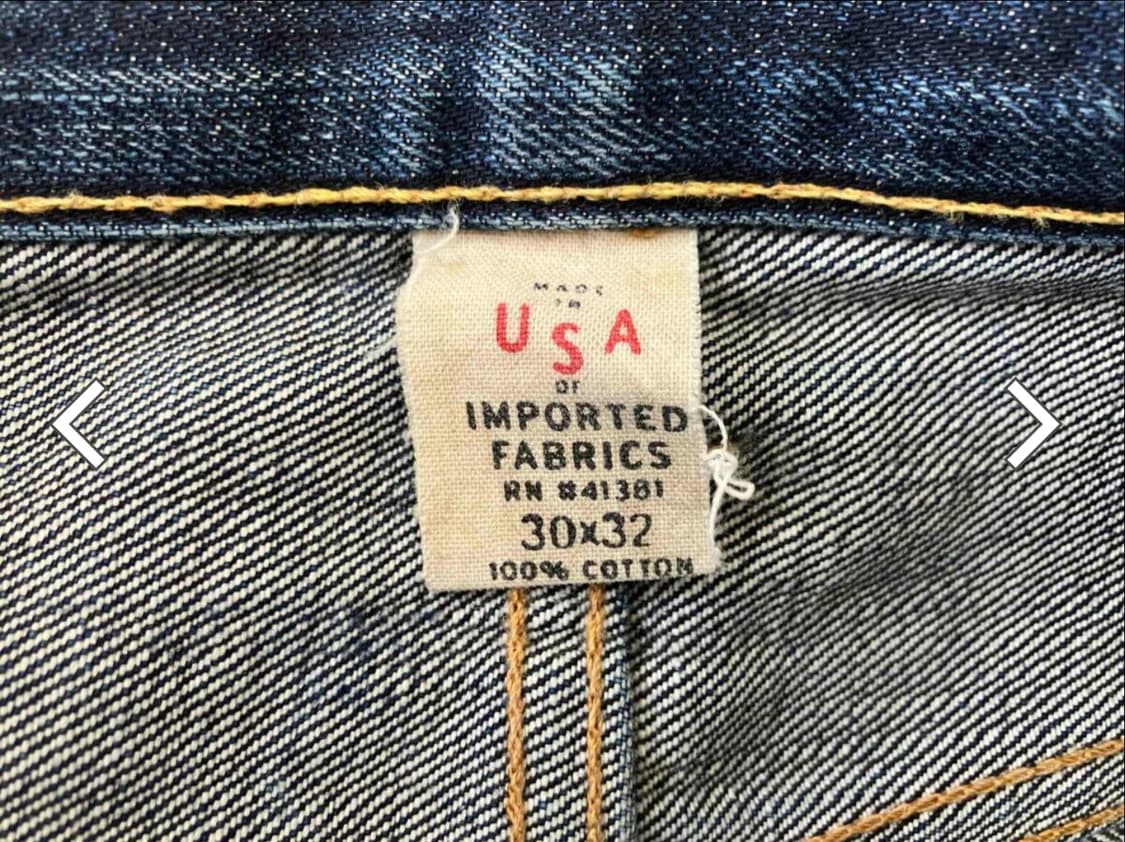 MADE
IN
USA
OF
IMPORTED
FABRICS
RN #41381
30x32
100% COTTON